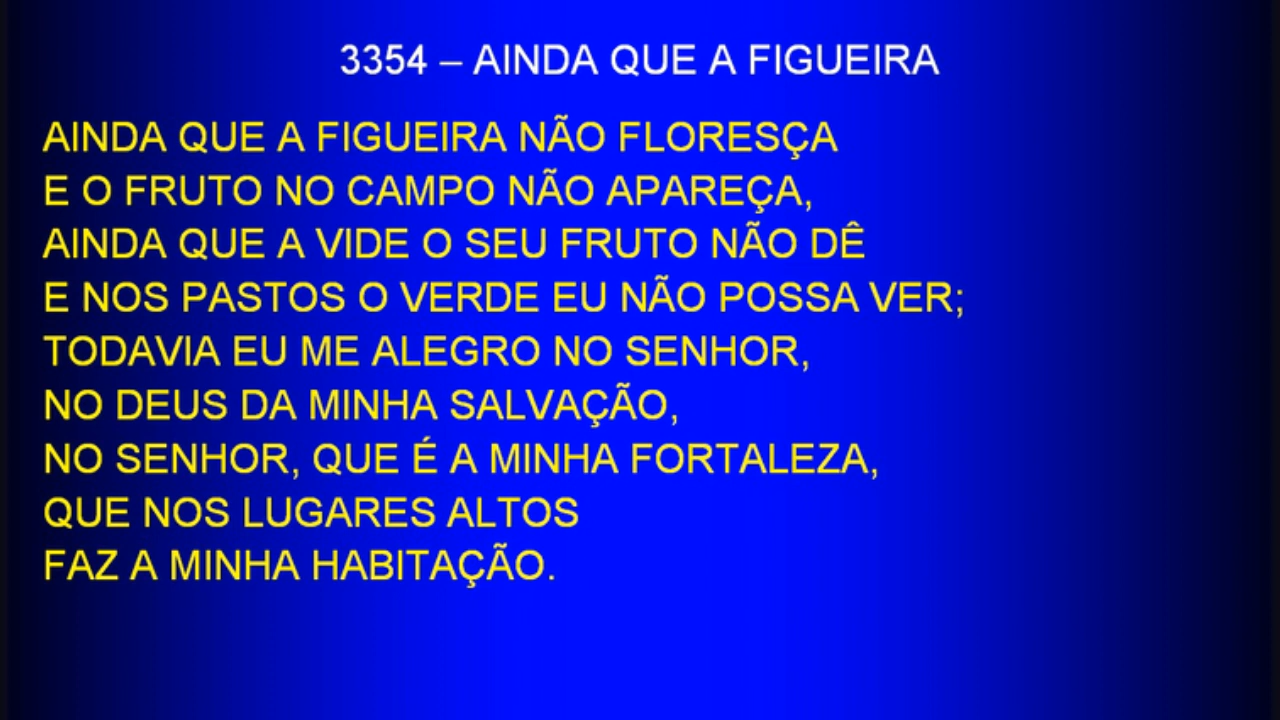 3354 – AINDA QUE A FIGUEIRA
AINDA QUE A FIGUEIRA NÃO FLORESÇA
E O FRUTO NO CAMPO NÃO APAREÇA,
AINDA QUE A VIDE O SEU FRUTO NÃO DÊ
E NOS PASTOS O VERDE EU NÃO POSSA VER;
TODAVIA EU ME ALEGRO NO SENHOR,
NO DEUS DA MINHA SALVAÇÃO,
NO SENHOR, QUE É A MINHA FORTALEZA,
QUE NOS LUGARES ALTOS
FAZ A MINHA HABITAÇÃO.